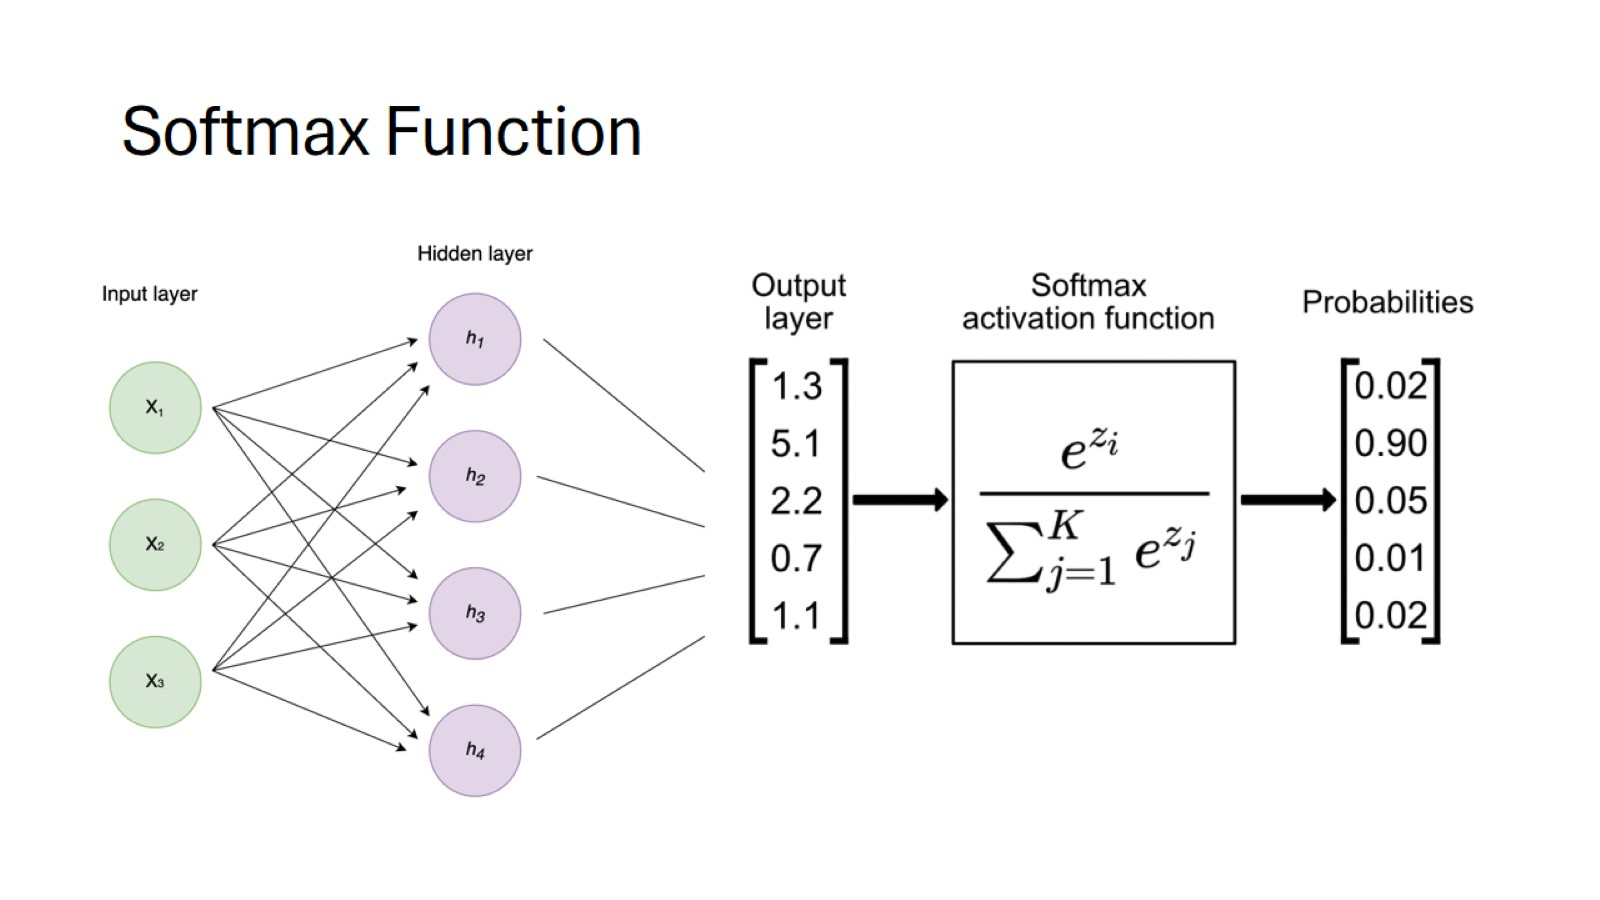 Softmax Function
Hidden layer
Input layer
h1
h2
h3
h4
X1
X2
X3
Output
layer
1.3
5.1
2.2
0.7
1.1
Softmax
activation function
e^{z_i}
∑_{j=1}^{K} e^{z_j}
Probabilities
0.02
0.90
0.05
0.01
0.02